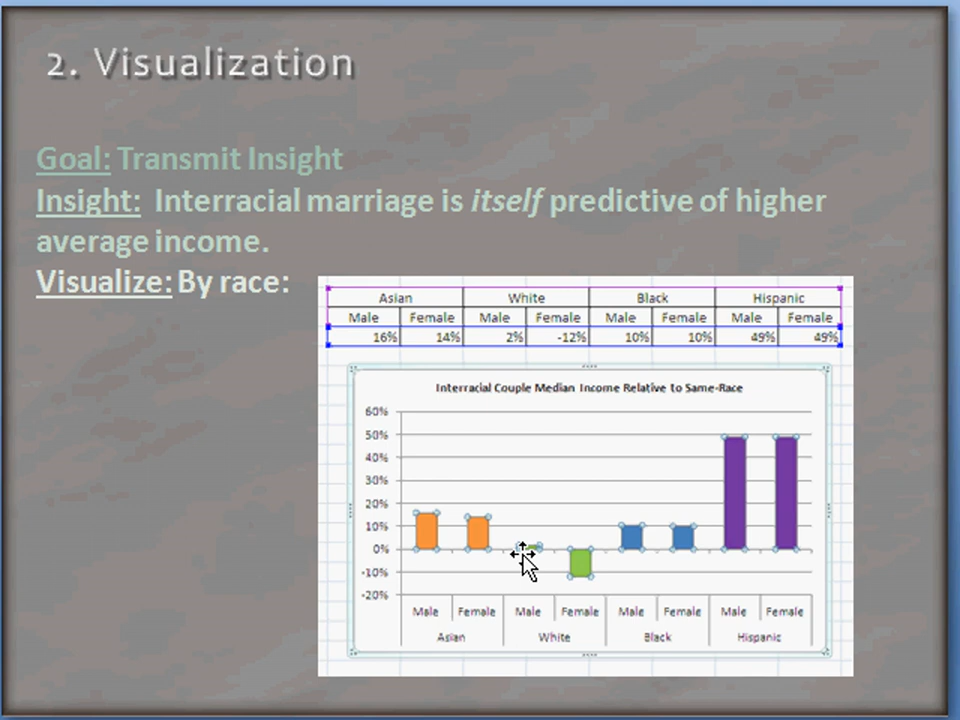 2. Visualization
Goal: Transmit Insight
Insight: Interracial marriage is itself predictive of higher
average income.
Visualize: By race:
Asian White Black Hispanic
Male Female Male Female Male Female Male Female
16% 14% 2% -12% 10% 10% 49% 49%
Interracial Couple Median Income Relative to Same-Race
60%
50%
40%
30%
20%
10%
0%
-10%
-20%
Male Female Male Female Male Female Male Female
Asian White Black Hispanic